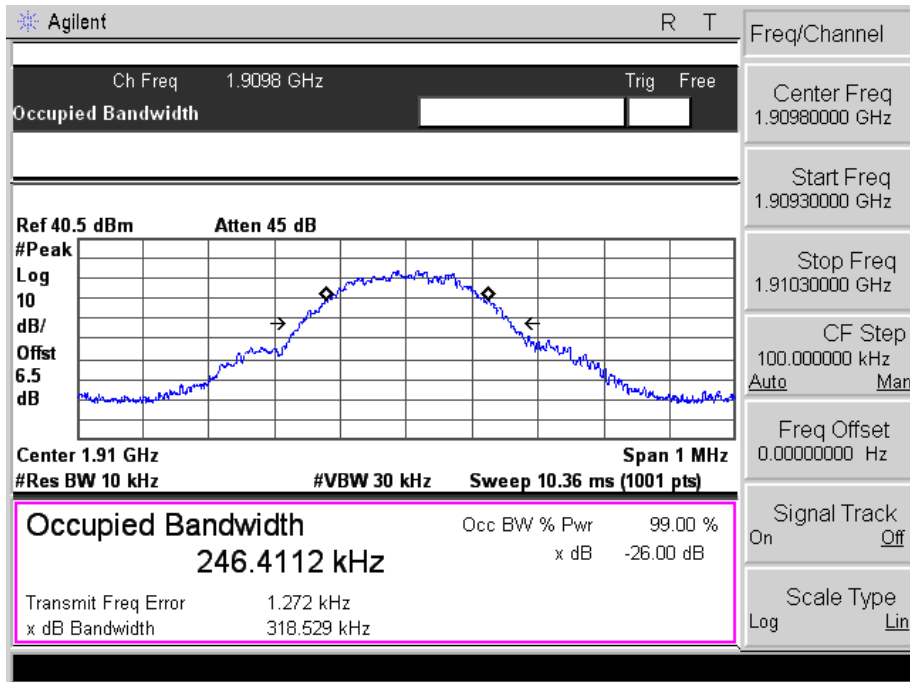 Agilent R T
Ch Freq 1.9098 GHz Trig Free
Occupied Bandwidth
Ref 40.5 dBm Atten 45 dB
#Peak
Log
10
dB/
Offst
6.5
dB
Center 1.91 GHz Span 1 MHz
#Res BW 10 kHz #VBW 30 kHz Sweep 10.36 ms (1001 pts)
Occupied Bandwidth Occ BW % Pwr 99.00 %
246.4112 kHz x dB -26.00 dB
Transmit Freq Error 1.272 kHz
x dB Bandwidth 318.529 kHz
Freq/Channel
Center Freq
1.90980000 GHz
Start Freq
1.90930000 GHz
Stop Freq
1.91030000 GHz
CF Step
100.000000 kHz
Auto Man
Freq Offset
0.00000000 Hz
Signal Track
On Off
Scale Type
Log Lin